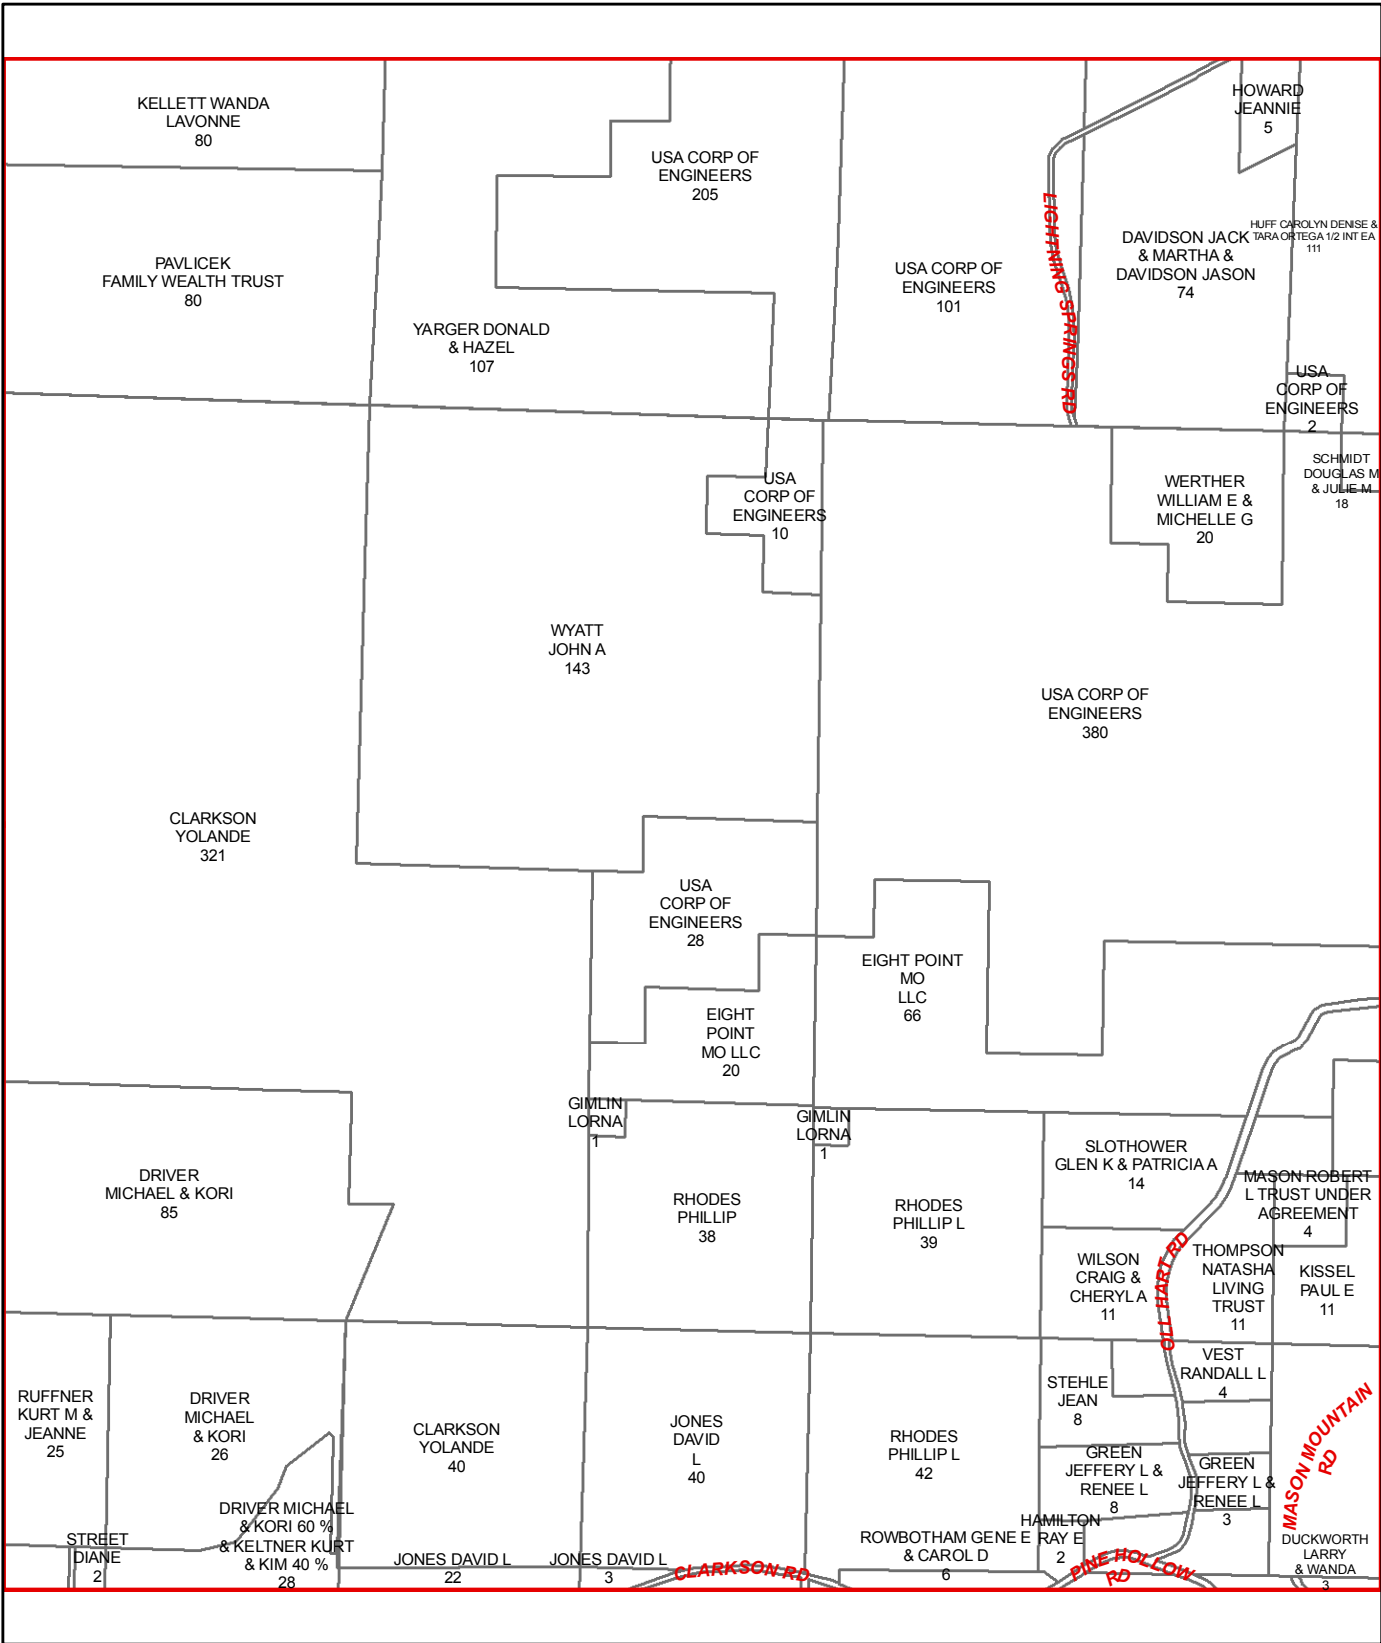 KELLETT WANDA
LAVONNE
80
USA CORP OF
ENGINEERS
205
HOWARD
JEANNIE
5
PAVLICEK
FAMILY WEALTH TRUST
80
YARGER DONALD
& HAZEL
107
USA CORP OF
ENGINEERS
101
LIGHTNING SPRINGS RD
DAVIDSON JACK
& MARTHA &
DAVIDSON JASON
74
HUFF CAROLYN DENISE &
TARA ORTEGA 1/2 INT EA
111
USA
CORP OF
ENGINEERS
2
USA
CORP OF
ENGINEERS
10
WERTHER
WILLIAM E &
MICHELLE G
20
SCHMIDT
DOUGLAS M
& JULIE M
18
WYATT
JOHN A
143
USA CORP OF
ENGINEERS
380
CLARKSON
YOLANDE
321
USA
CORP OF
ENGINEERS
28
EIGHT POINT
MO
LLC
66
EIGHT
POINT
MO LLC
20
GIMLIN
LORNA
1
GIMLIN
LORNA
1
DRIVER
MICHAEL & KORI
85
RHODES
PHILLIP
38
RHODES
PHILLIP L
39
SLOTHOWER
GLEN K & PATRICIA A
14
MASON ROBERT
L TRUST UNDER
AGREEMENT
4
WILSON
CRAIG &
CHERYL A
11
OLL HART RD
THOMPSON
NATASHA
LIVING
TRUST
11
KISSEL
PAUL E
11
RUFFNER
KURT M &
JEANNE
25
DRIVER
MICHAEL
& KORI
26
CLARKSON
YOLANDE
40
JONES
DAVID
L
40
RHODES
PHILLIP L
42
STEHLE
JEAN
8
VEST
RANDALL L
4
MASON MOUNTAIN
RD
GREEN
JEFFERY L &
RENEE L
8
GREEN
JEFFERY L &
RENEE L
3
STREET
DIANE
2
DRIVER MICHAEL
& KORI 60 %
& KELTNER KURT
& KIM 40 %
28
JONES DAVID L
22
JONES DAVID L
3
CLARKSON RD
ROWBOTHAM GENE E
& CAROL D
6
HAMILTON
RAY E
2
PINE HOLLOW
RD
DUCKWORTH
LARRY
& WANDA
3